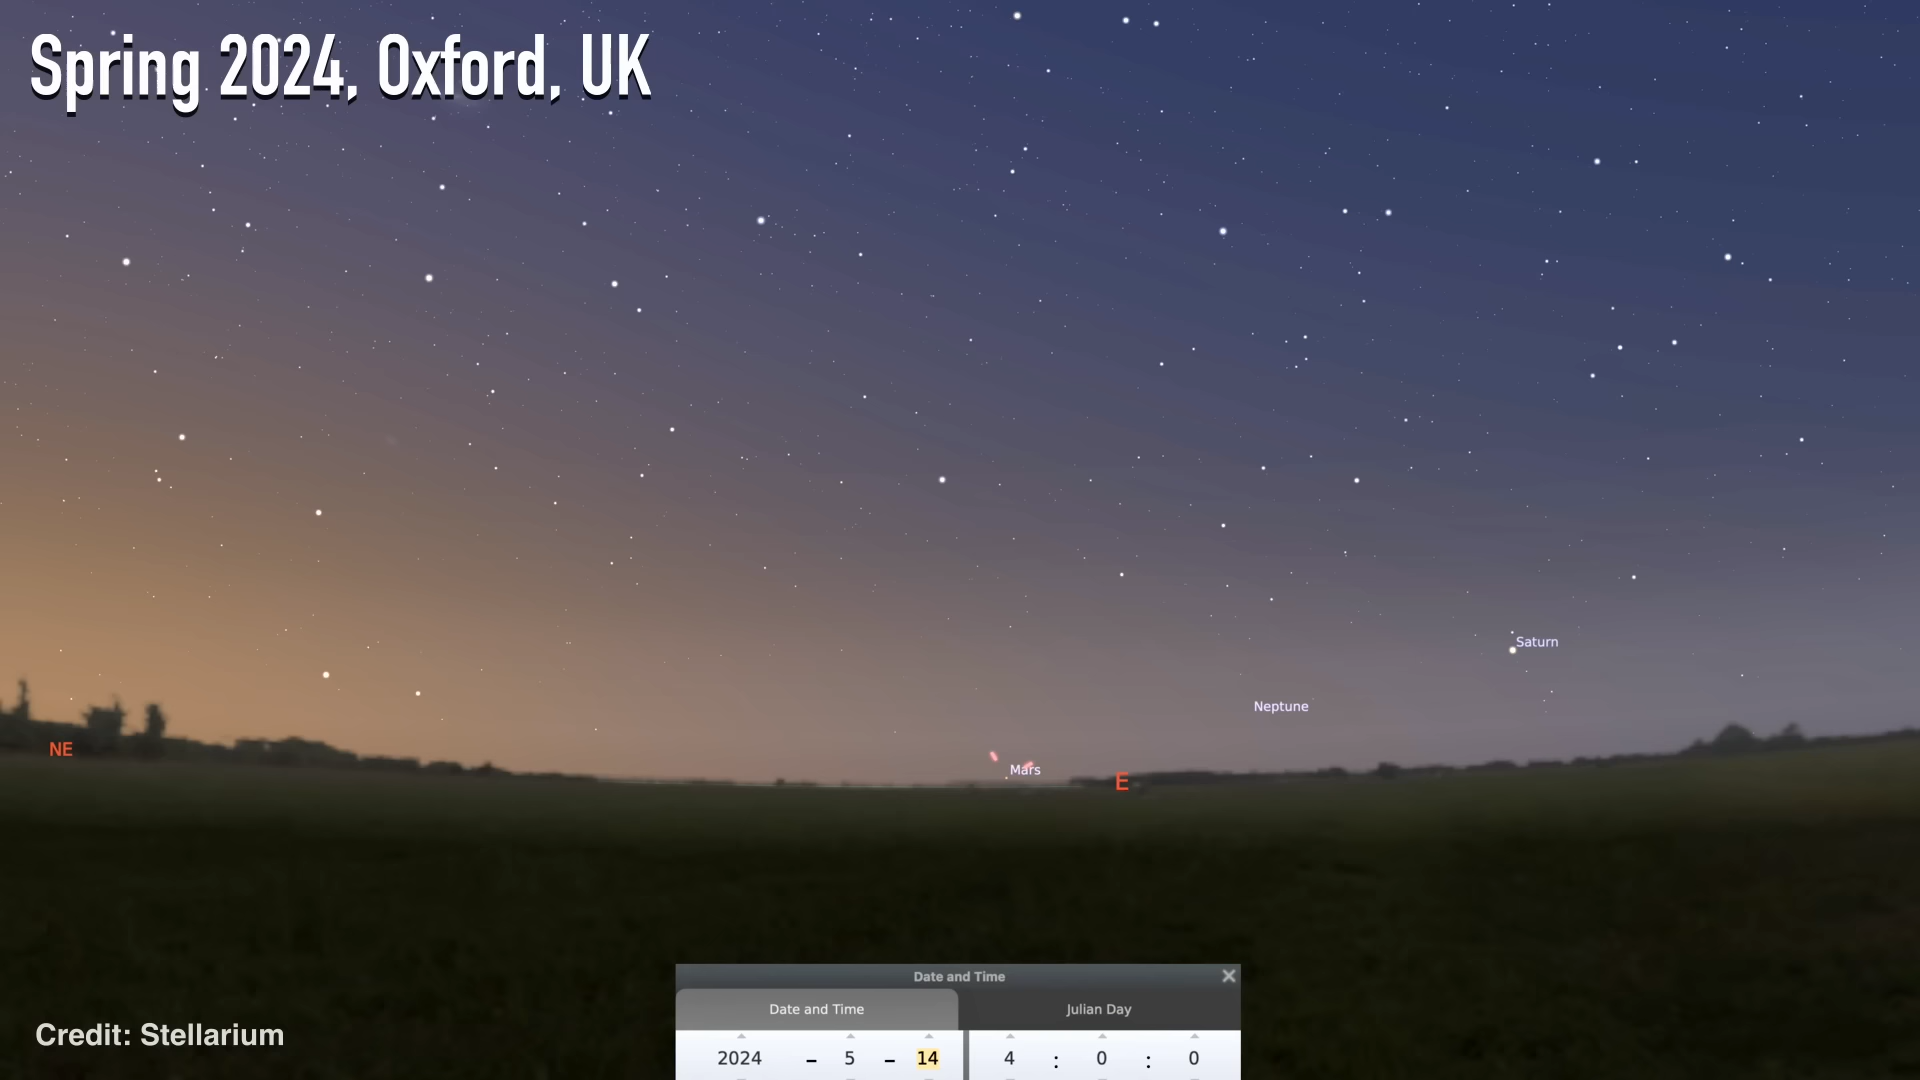 Spring 2024, Oxford, UK
Saturn
Neptune
NE
Mars
E
Date and Time
Date and Time
Julian Day
2024 - 5 - 14
4 : 0 : 0
Credit: Stellarium